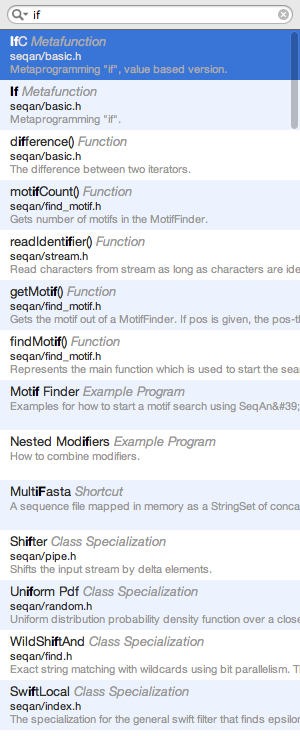 if
IfC Metafunction
seqan/basic.h
Metaprogramming "if", value based version.
If Metafunction
seqan/basic.h
Metaprogramming "if".
difference() Function
seqan/basic.h
The difference between two iterators.
motifCount() Function
seqan/find_motif.h
Gets number of motifs in the MotifFinder.
readIdentifier() Function
seqan/stream.h
Read characters from stream as long as characters are ide
getMotif() Function
seqan/find_motif.h
Gets the motif out of a MotifFinder. If pos is given, the pos-th
findMotif() Function
seqan/find_motif.h
Represents the main function which is used to start the sea
Motif Finder Example Program
Examples for how to start a motif search using SeqAn&#39;
Nested Modifiers Example Program
How to combine modifiers.
MultiFasta Shortcut
A sequence file mapped in memory as a StringSet of conca
Shifter Class Specialization
seqan/pipe.h
Shifts the input stream by delta elements.
Uniform Pdf Class Specialization
seqan/random.h
Uniform distribution probability density function over a close
WildShiftAnd Class Specialization
seqan/find.h
Exact string matching with wildcards using bit parallelism. T
SwiftLocal Class Specialization
seqan/index.h
The specialization for the general swift filter that finds epsilon